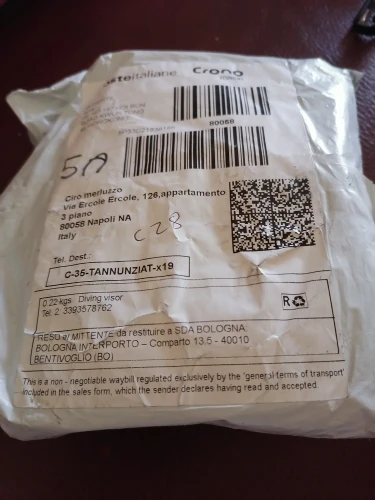 steitaliane Crono
80058
5A
Ciro merluzzo
Via Ercole Ercole, 126,appartamento
3 piano
80058 Napoli NA
Italy
C28
Tel. Dest.:
C-35-TANNUNZIAT-x19
0.22 kgs Diving visor
Tel. 2: 3393578762
R
RESO al MITTENTE da restituire a SDA BOLOGNA:
BOLOGNA INTERPORTO – Comparto 13.5 - 40010
BENTIVOGLIO (BO)
This is a non - negotiable waybill regulated exclusively by the 'general terms of transport'
included in the sales form, which the sender declares having read and accepted.